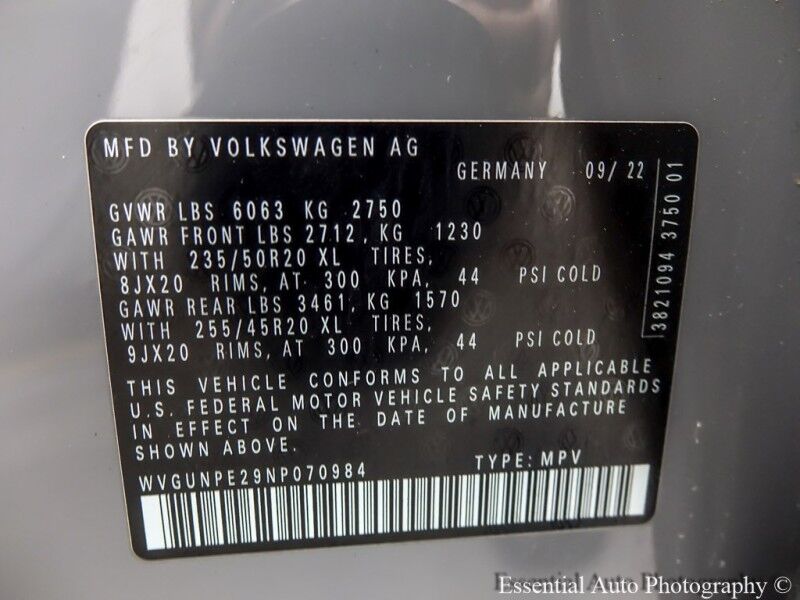 MFD BY VOLKSWAGEN AG
GERMANY 09/ 22
GVWR LBS 6063 KG 2750
GAWR FRONT LBS 2712, KG 1230
WITH 235/50R20 XL TIRES,
8JX20 RIMS, AT 300 KPA, 44 PSI COLD
GAWR REAR LBS 3461, KG 1570
WITH 255/45R20 XL TIRES,
9JX20 RIMS, AT 300 KPA, 44 PSI COLD
THIS VEHICLE CONFORMS TO ALL APPLICABLE
U.S. FEDERAL MOTOR VEHICLE SAFETY STANDARDS
IN EFFECT ON THE DATE OF MANUFACTURE
SHOWN ABOVE.
WVGUNPE29NP070984 TYPE: MPV
3821094 3750 01
Essential Auto Photography ©